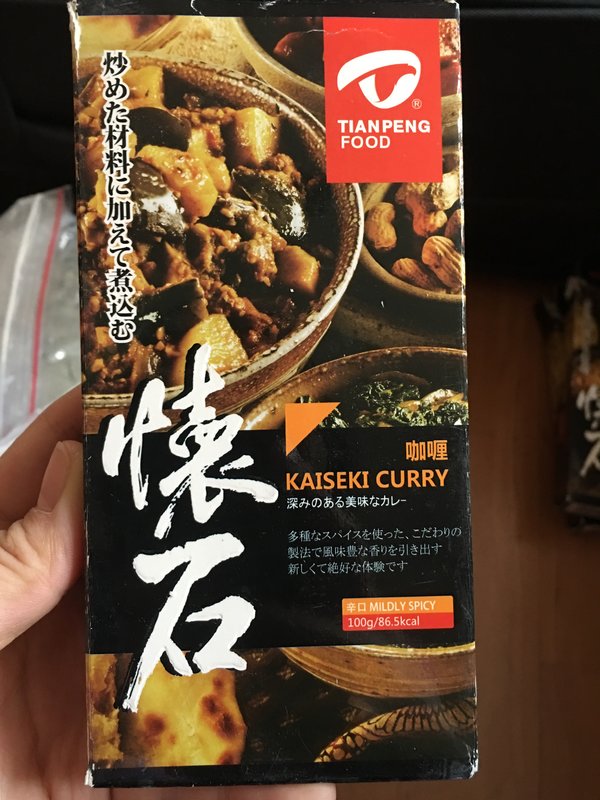 TIANPENG
FOOD
®
炒めた材料に加えて煮込む
懐石
咖喱
KAISEKI CURRY
深みのある美味なカレー
多種なスパイスを使った、こだわりの
製法で風味豊な香りを引き出す
新しくて絶好な体験です
辛口 MILDLY SPICY
100g/86.5kcal
懐石